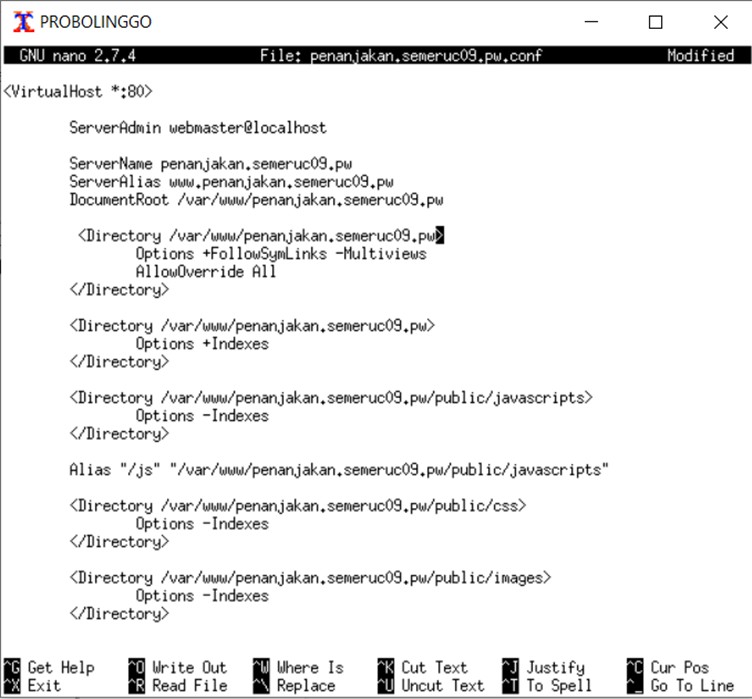 PROBOLINGGO
GNU nano 2.7.4 File: penanjakan.semeruc09.pw.conf Modified
<VirtualHost *:80>
ServerAdmin webmaster@localhost
ServerName penanjakan.semeruc09.pw
ServerAlias www.penanjakan.semeruc09.pw
DocumentRoot /var/www/penanjakan.semeruc09.pw
<Directory /var/www/penanjakan.semeruc09.pw>
Options +FollowSymLinks -Multiviews
AllowOverride All
</Directory>
<Directory /var/www/penanjakan.semeruc09.pw>
Options +Indexes
</Directory>
<Directory /var/www/penanjakan.semeruc09.pw/public/javascripts>
Options -Indexes
</Directory>
Alias "/js" "/var/www/penanjakan.semeruc09.pw/public/javascripts"
<Directory /var/www/penanjakan.semeruc09.pw/public/css>
Options -Indexes
</Directory>
<Directory /var/www/penanjakan.semeruc09.pw/public/images>
Options -Indexes
</Directory>
^G Get Help ^O Write Out ^W Where Is ^K Cut Text ^J Justify ^C Cur Pos
^X Exit ^R Read File ^\ Replace ^U Uncut Text ^T To Spell ^_ Go To Line